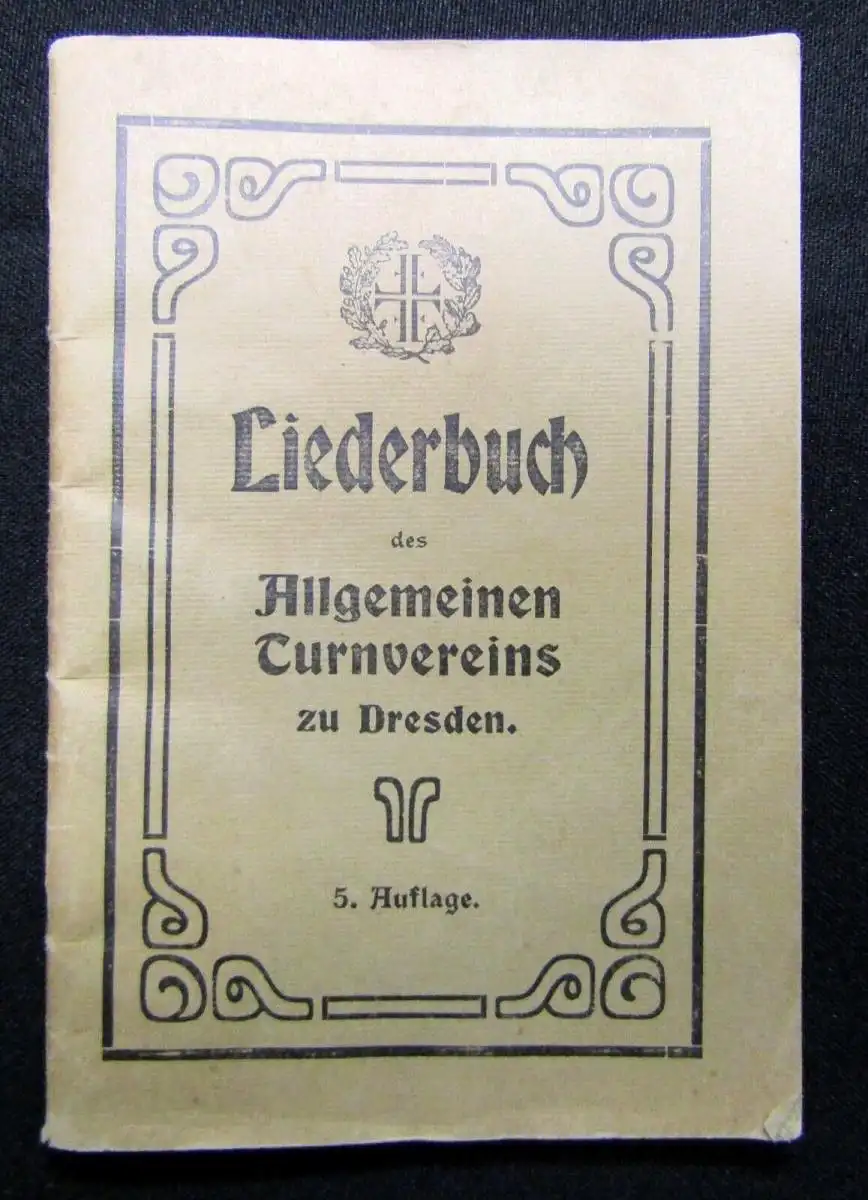 Liederbuch
des
Allgemeinen
Turnvereins
zu Dresden.
5. Auflage.